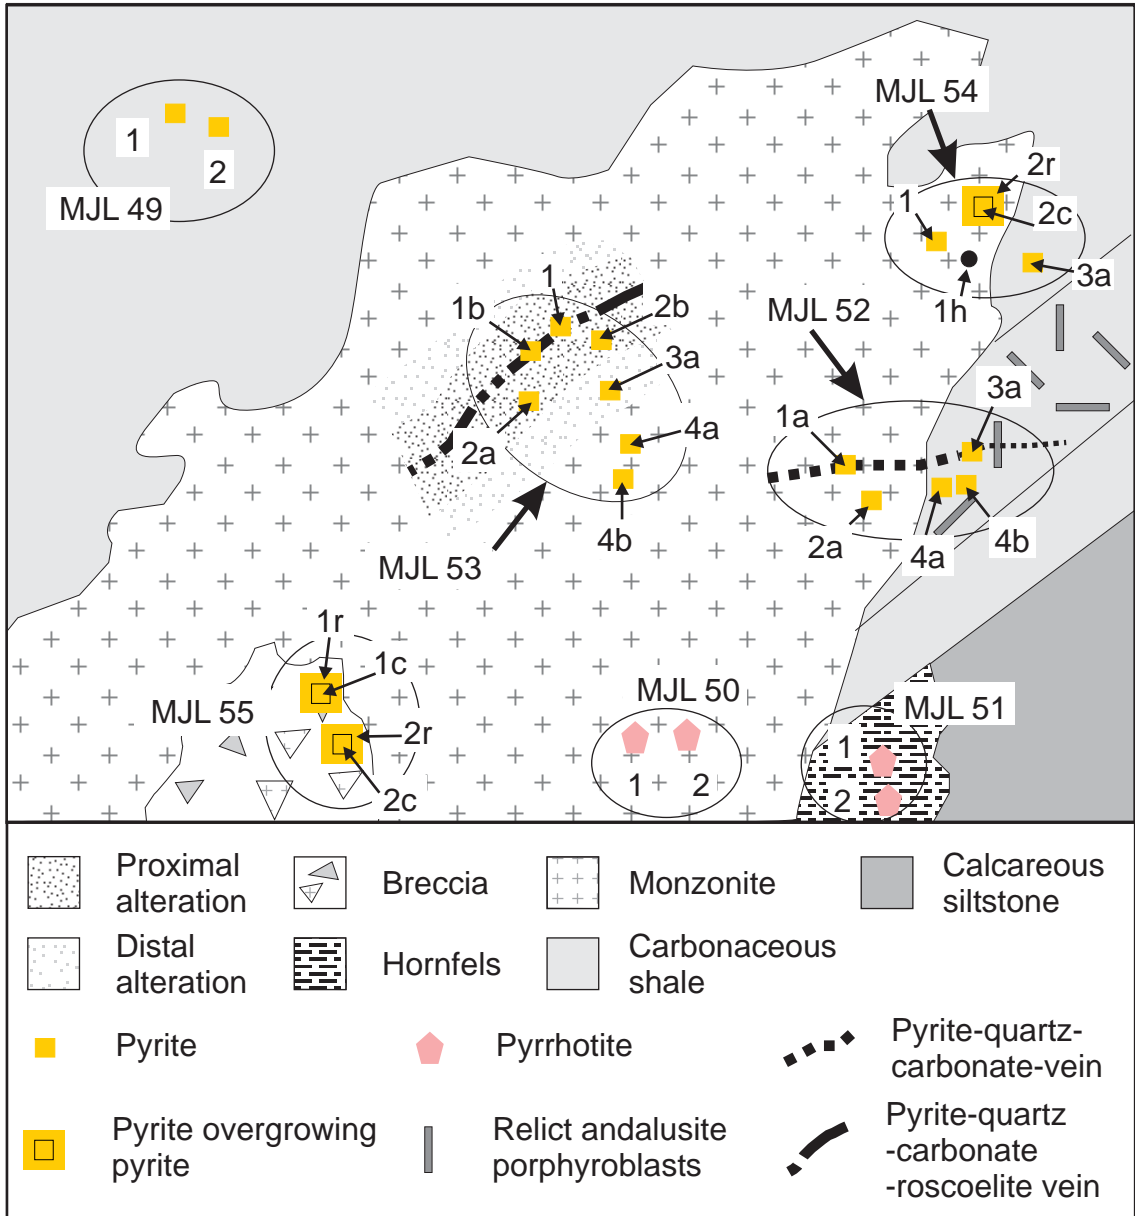 MJL 54
2r
1
2c
1
2
MJL 49
3a
1h
1
1b
2b
MJL 52
3a
3a
1a
4a
2a
4b
2a
4a
4b
MJL 53
1r
1c
MJL 50
MJL 51
MJL 55
2r
1
1
2
2
2c
Proximal
alteration
Breccia
Monzonite
Calcareous
siltstone
Distal
alteration
Hornfels
Carbonaceous
shale
Pyrite
Pyrrhotite
Pyrite-quartz-
carbonate-vein
Pyrite overgrowing
pyrite
Relict andalusite
porphyroblasts
Pyrite-quartz
-carbonate
-roscoelite vein